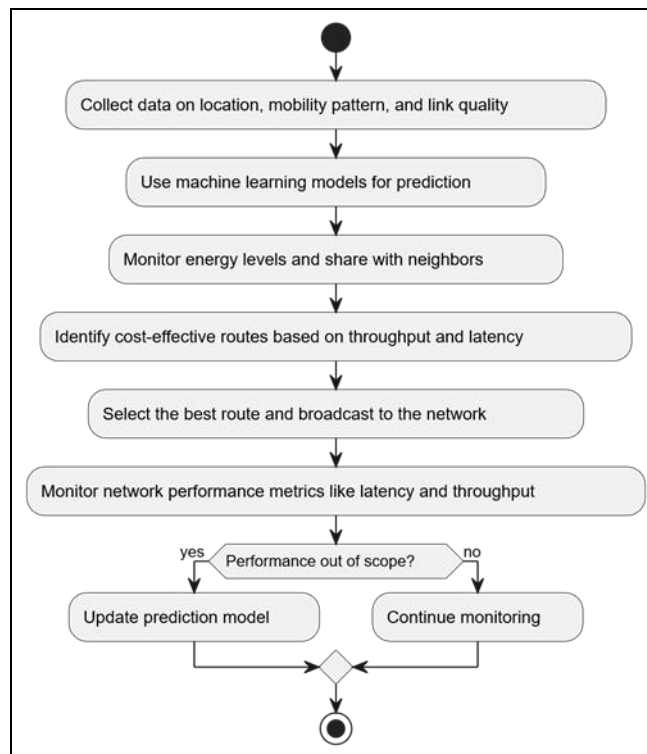 Collect data on location, mobility pattern, and link quality
Use machine learning models for prediction
Monitor energy levels and share with neighbors
Identify cost-effective routes based on throughput and latency
Select the best route and broadcast to the network
Monitor network performance metrics like latency and throughput
yes
Performance out of scope?
no
Update prediction model
Continue monitoring